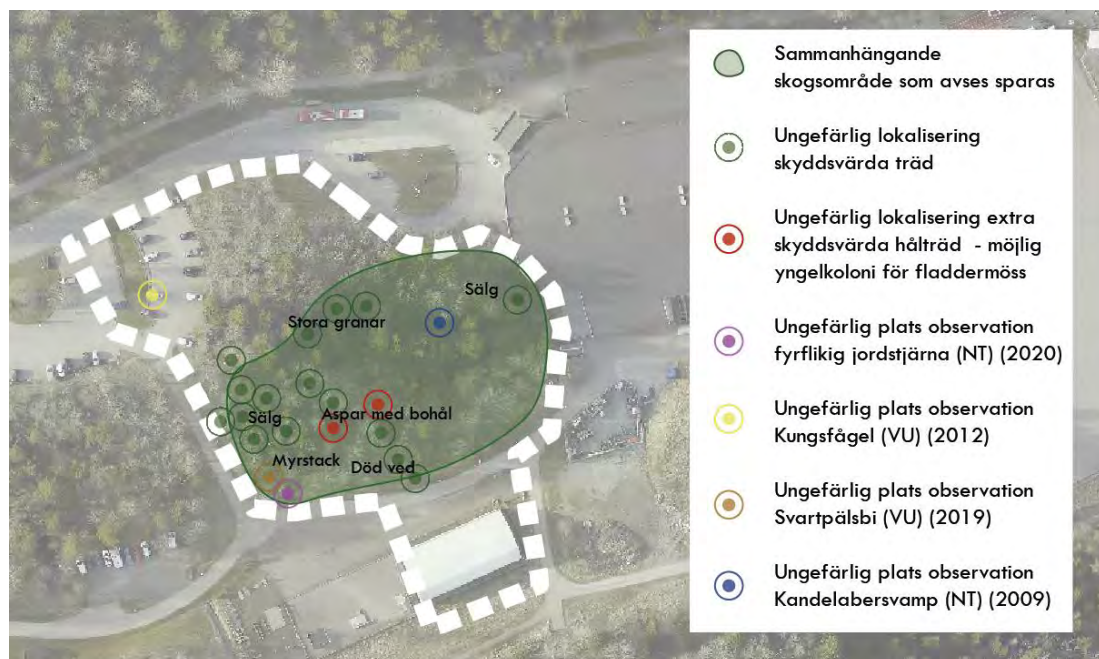 Sammanhängande
skogsområde som avses sparas
Ungefärlig lokalisering
skyddsvärda träd
Ungefärlig lokalisering extra
skyddsvärda hålträd - möjlig
yngelkoloni för fladdermöss
Ungefärlig plats observation
fyrflikig jordstjärna (NT) (2020)
Ungefärlig plats observation
Kungsfågel (VU) (2012)
Ungefärlig plats observation
Svartpälsbi (VU) (2019)
Ungefärlig plats observation
Kandelabersvamp (NT) (2009)
Sälg
Stora granar
Sälg
Aspar med bohål
Myrstack
Död ved